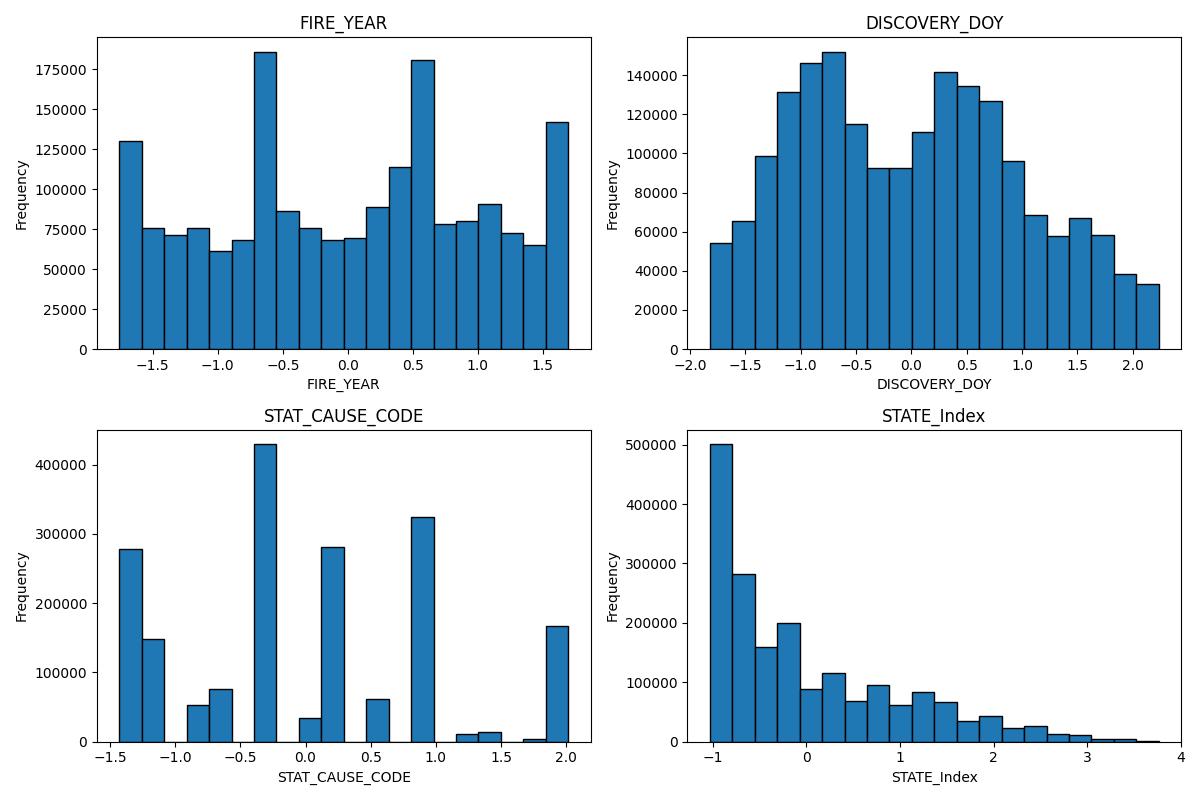 FIRE_YEAR
175000
150000
125000
100000
75000
50000
25000
0
Frequency
−1.5 −1.0 −0.5 0.0 0.5 1.0 1.5
FIRE_YEAR
DISCOVERY_DOY
140000
120000
100000
80000
60000
40000
20000
0
Frequency
−2.0 −1.5 −1.0 −0.5 0.0 0.5 1.0 1.5 2.0
DISCOVERY_DOY
STAT_CAUSE_CODE
400000
300000
200000
100000
0
Frequency
−1.5 −1.0 −0.5 0.0 0.5 1.0 1.5 2.0
STAT_CAUSE_CODE
STATE_Index
500000
400000
300000
200000
100000
0
Frequency
−1 0 1 2 3 4
STATE_Index